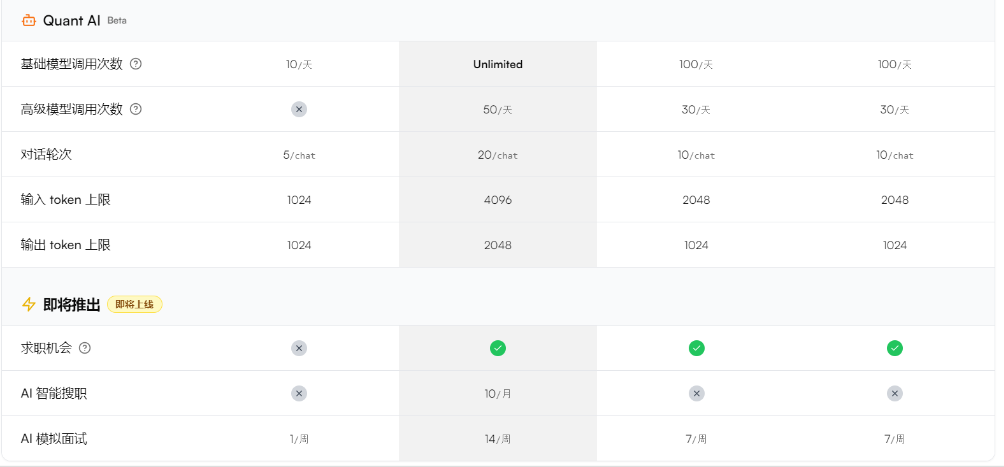 Quant AI Beta
基础模型调用次数 10/天 Unlimited 100/天 100/天
高级模型调用次数 50/天 30/天 30/天
对话轮次 5/chat 20/chat 10/chat 10/chat
输入 token 上限 1024 4096 2048 2048
输出 token 上限 1024 2048 1024 1024
即将推出 即将上线
求职机会
AI 智能搜职 10/月
AI 模拟面试 1/周 14/周 7/周 7/周